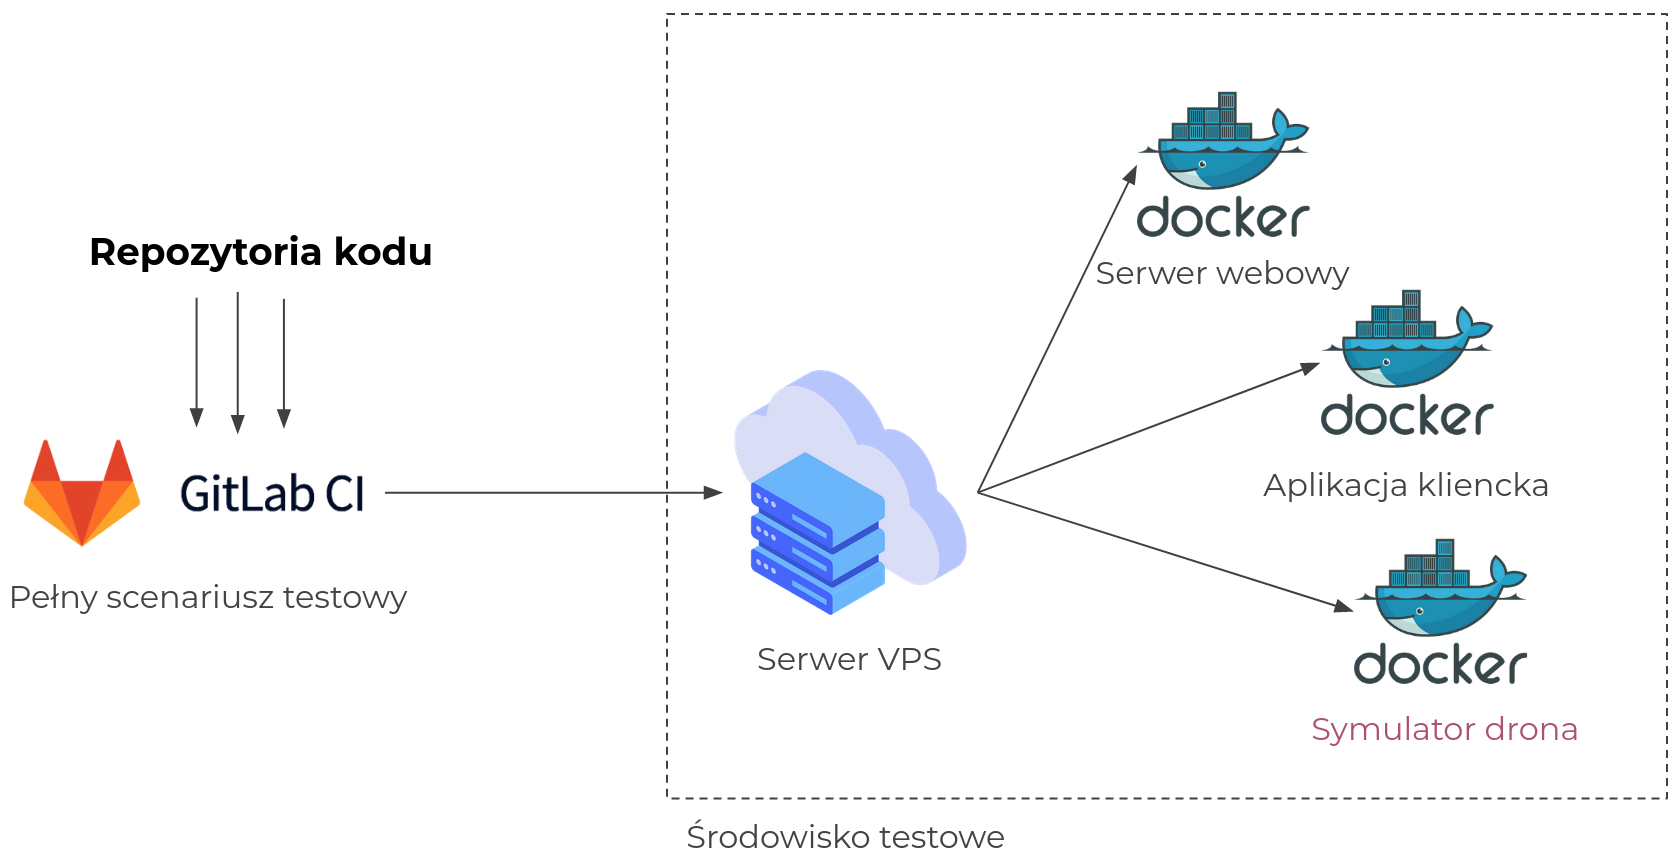 Repozytoria kodu
GitLab CI
Pełny scenariusz testowy
Serwer VPS
docker
Serwer webowy
docker
Aplikacja kliencka
docker
Symulator drona
Środowisko testowe